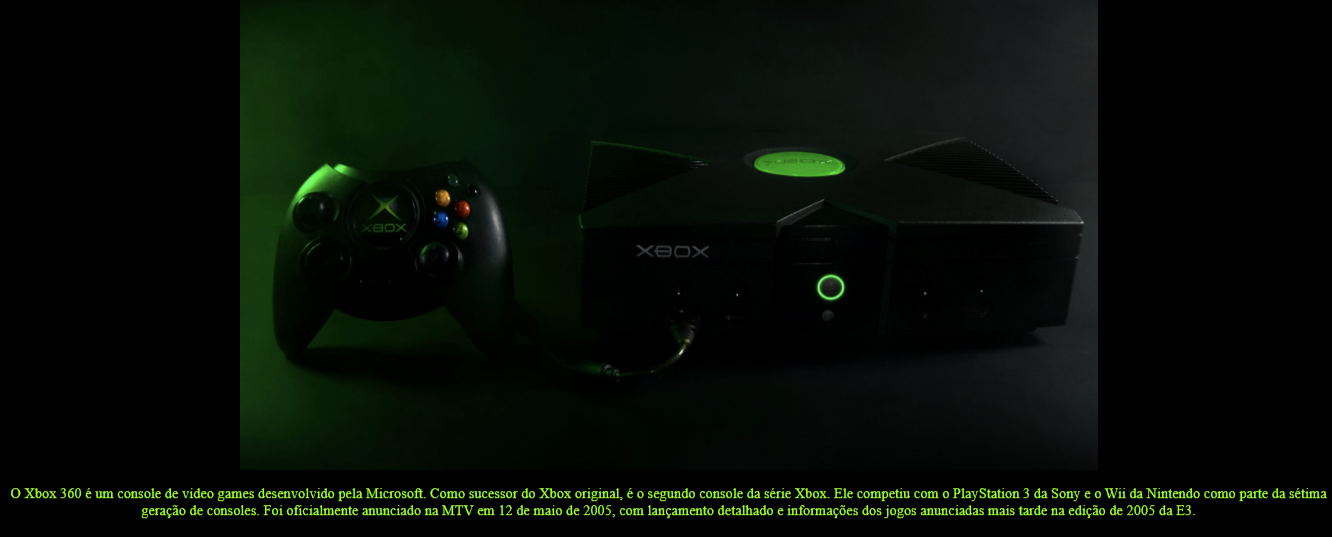 XBOX
XBOX
XBOX
O Xbox 360 é um console de video games desenvolvido pela Microsoft. Como sucessor do Xbox original, é o segundo console da série Xbox. Ele competiu com o PlayStation 3 da Sony e o Wii da Nintendo como parte da sétima
geração de consoles. Foi oficialmente anunciado na MTV em 12 de maio de 2005, com lançamento detalhado e informações dos jogos anunciadas mais tarde na edição de 2005 da E3.